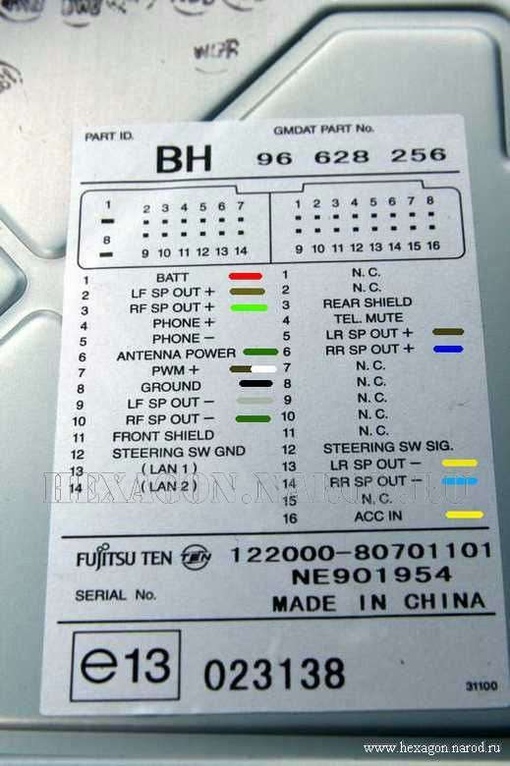 WGR
PART ID.
GMDAT PART No.
BH
96 628 256
1 2 3 4 5 6 7
8 9 10 11 12 13 14
1 2 3 4 5 6 7 8
9 10 11 12 13 14 15 16
1 BATT
2 LF SP OUT +
3 RF SP OUT +
4 PHONE +
5 PHONE −
6 ANTENNA POWER
7 PWM +
8 GROUND
9 LF SP OUT −
10 RF SP OUT −
11 FRONT SHIELD
12 STEERING SW GND
13 (LAN 1)
14 (LAN 2)
1 N.C.
2 N.C.
3 REAR SHIELD
4 TEL. MUTE
5 LR SP OUT +
6 RR SP OUT +
7 N.C.
8 N.C.
9 N.C.
10 N.C.
11 N.C.
12 STEERING SW SIG.
13 LR SP OUT −
14 RR SP OUT −
15 N.C.
16 ACC IN
HEXAGON.NAROD.RU
FUJITSU TEN TEN 122000-80701101
NE901954
SERIAL No.
MADE IN CHINA
e13 023138
31100
www.hexagon.narod.ru